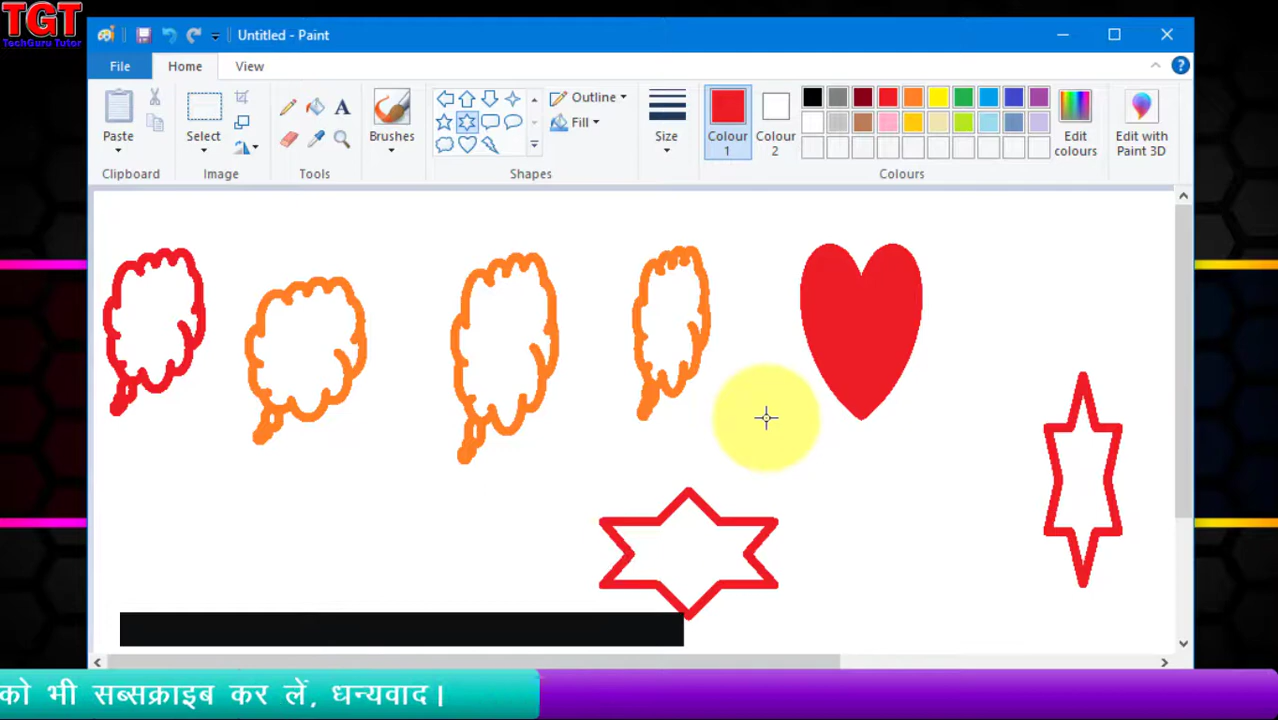 TGT
TechGuru Tutor
Untitled - Paint
File
Home
View
Paste
Select
Brushes
Outline
Fill
Size
Colour
1
Colour
2
Edit
colours
Edit with
Paint 3D
Clipboard
Image
Tools
Shapes
Colours
को भी सब्सक्राइब कर लें, धन्यवाद।